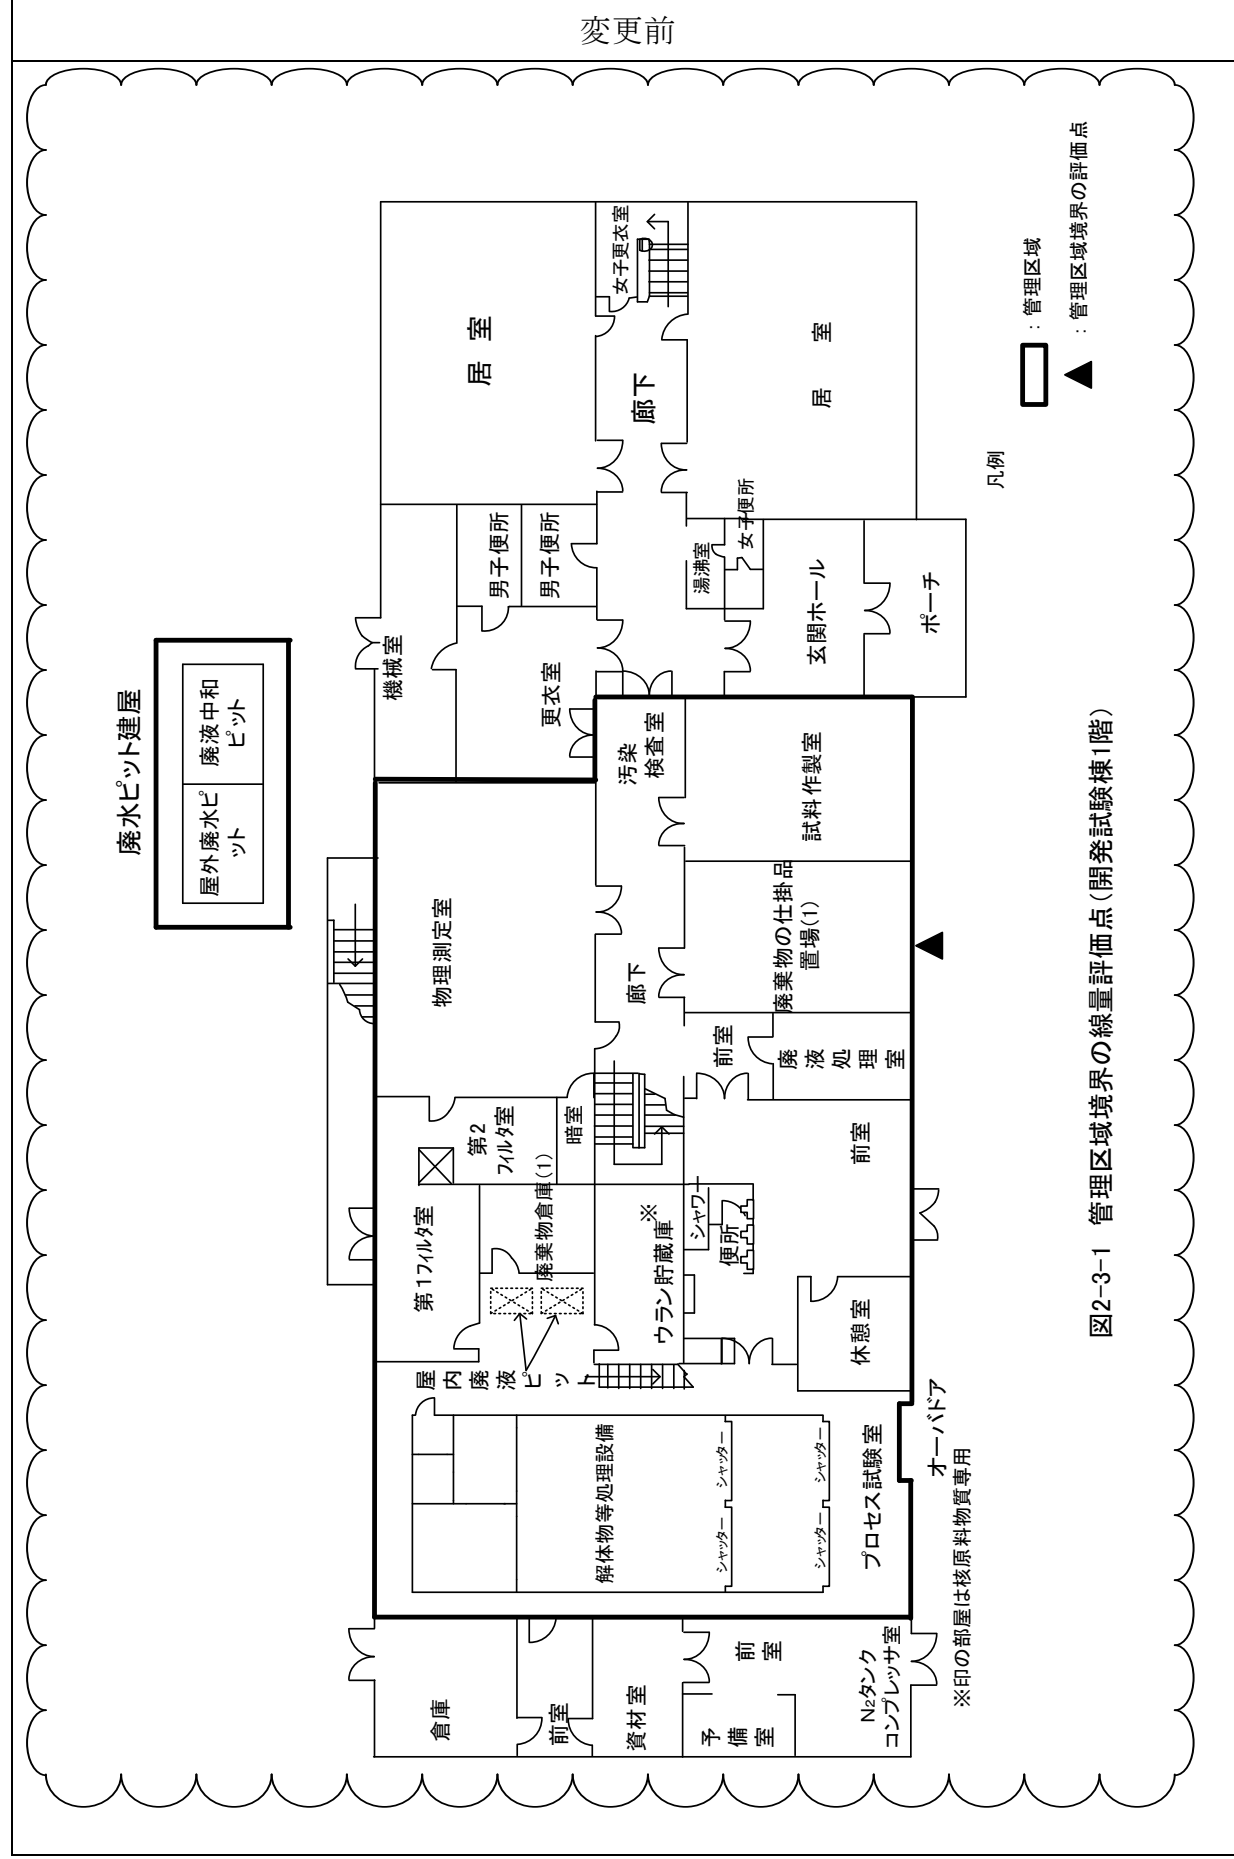 変更前
廃水ピット建屋
屋外廃水ピ
ット
廃液中和
ピット
倉庫
前室
資材室
予備室
前室
N₂タンク
コンプレッサ室
解体物等処理設備
シャッター
シャッター
シャッター
シャッター
プロセス試験室
オーバドア
※印の部屋は核原料物質専用
屋内廃液ピット
第1フィルタ室
廃棄物倉庫(1)
ウラン貯蔵庫
※
シャワー
便所
休憩室
前室
第2
フィルタ室
暗室
物理測定室
廊下
前室
廃液処理室
廃棄物の仕掛品
置場(1)
試料作製室
汚染
検査室
機械室
更衣室
男子便所
男子便所
湯沸室
女子便所
玄関ホール
ポーチ
居室
廊下
女子更衣室
居室
凡例
：管理区域
：管理区域境界の評価点
図2-3-1　管理区域境界の線量評価点(開発試験棟1階)